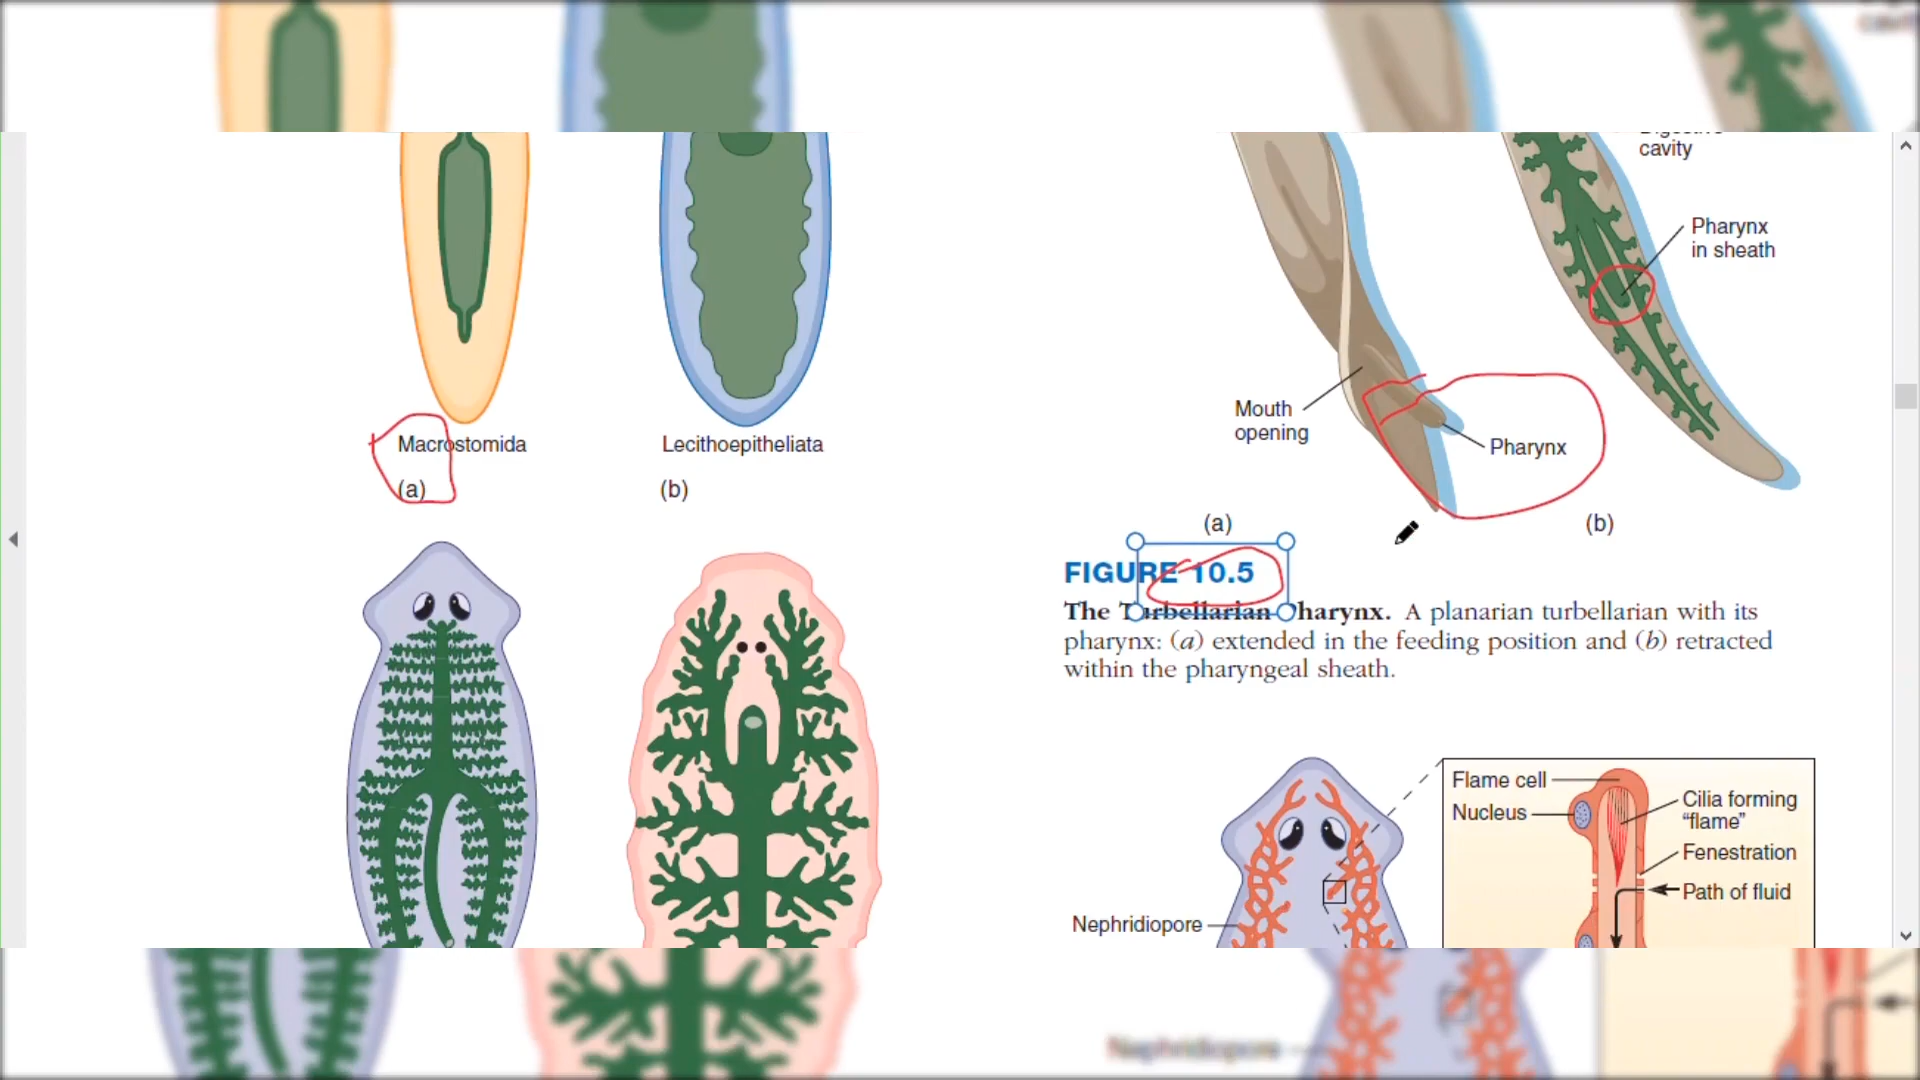 cavity
Pharynx
in sheath
Mouth
opening
Pharynx
Macrostomida
Lecithoepitheliata
(a)
(b)
(a)
(b)
FIGURE 10.5
The Turbellarian Pharynx. A planarian turbellarian with its
pharynx: (a) extended in the feeding position and (b) retracted
within the pharyngeal sheath.
Flame cell
Nucleus
Cilia forming
“flame”
Fenestration
Path of fluid
Nephridiopore
Nephridiopore